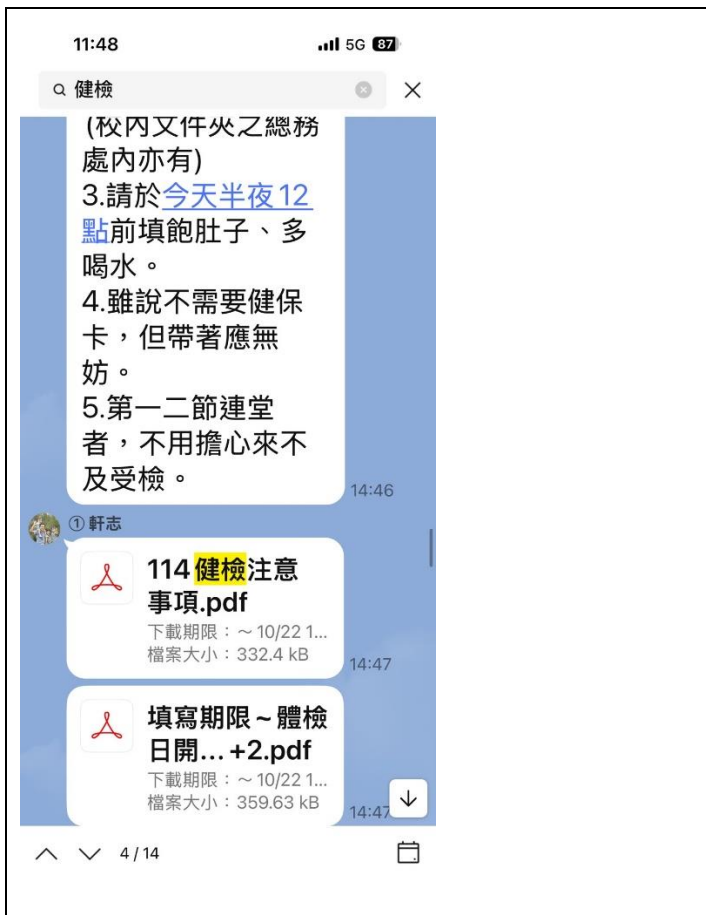 11:48 5G 87
健檢
(校內文件夾之總務
處內亦有)
3.請於今天半夜12
點前填飽肚子、多
喝水。
4.雖說不需要健保
卡，但帶著應無
妨。
5.第一二節連堂
者，不用擔心來不
及受檢。
14:46
① 軒志
114健檢注意
事項.pdf
下載期限：～10/22 1...
檔案大小：332.4 kB
14:47
填寫期限~體檢
日開... +2.pdf
下載期限：～10/22 1...
檔案大小：359.63 kB
14:47
4/14